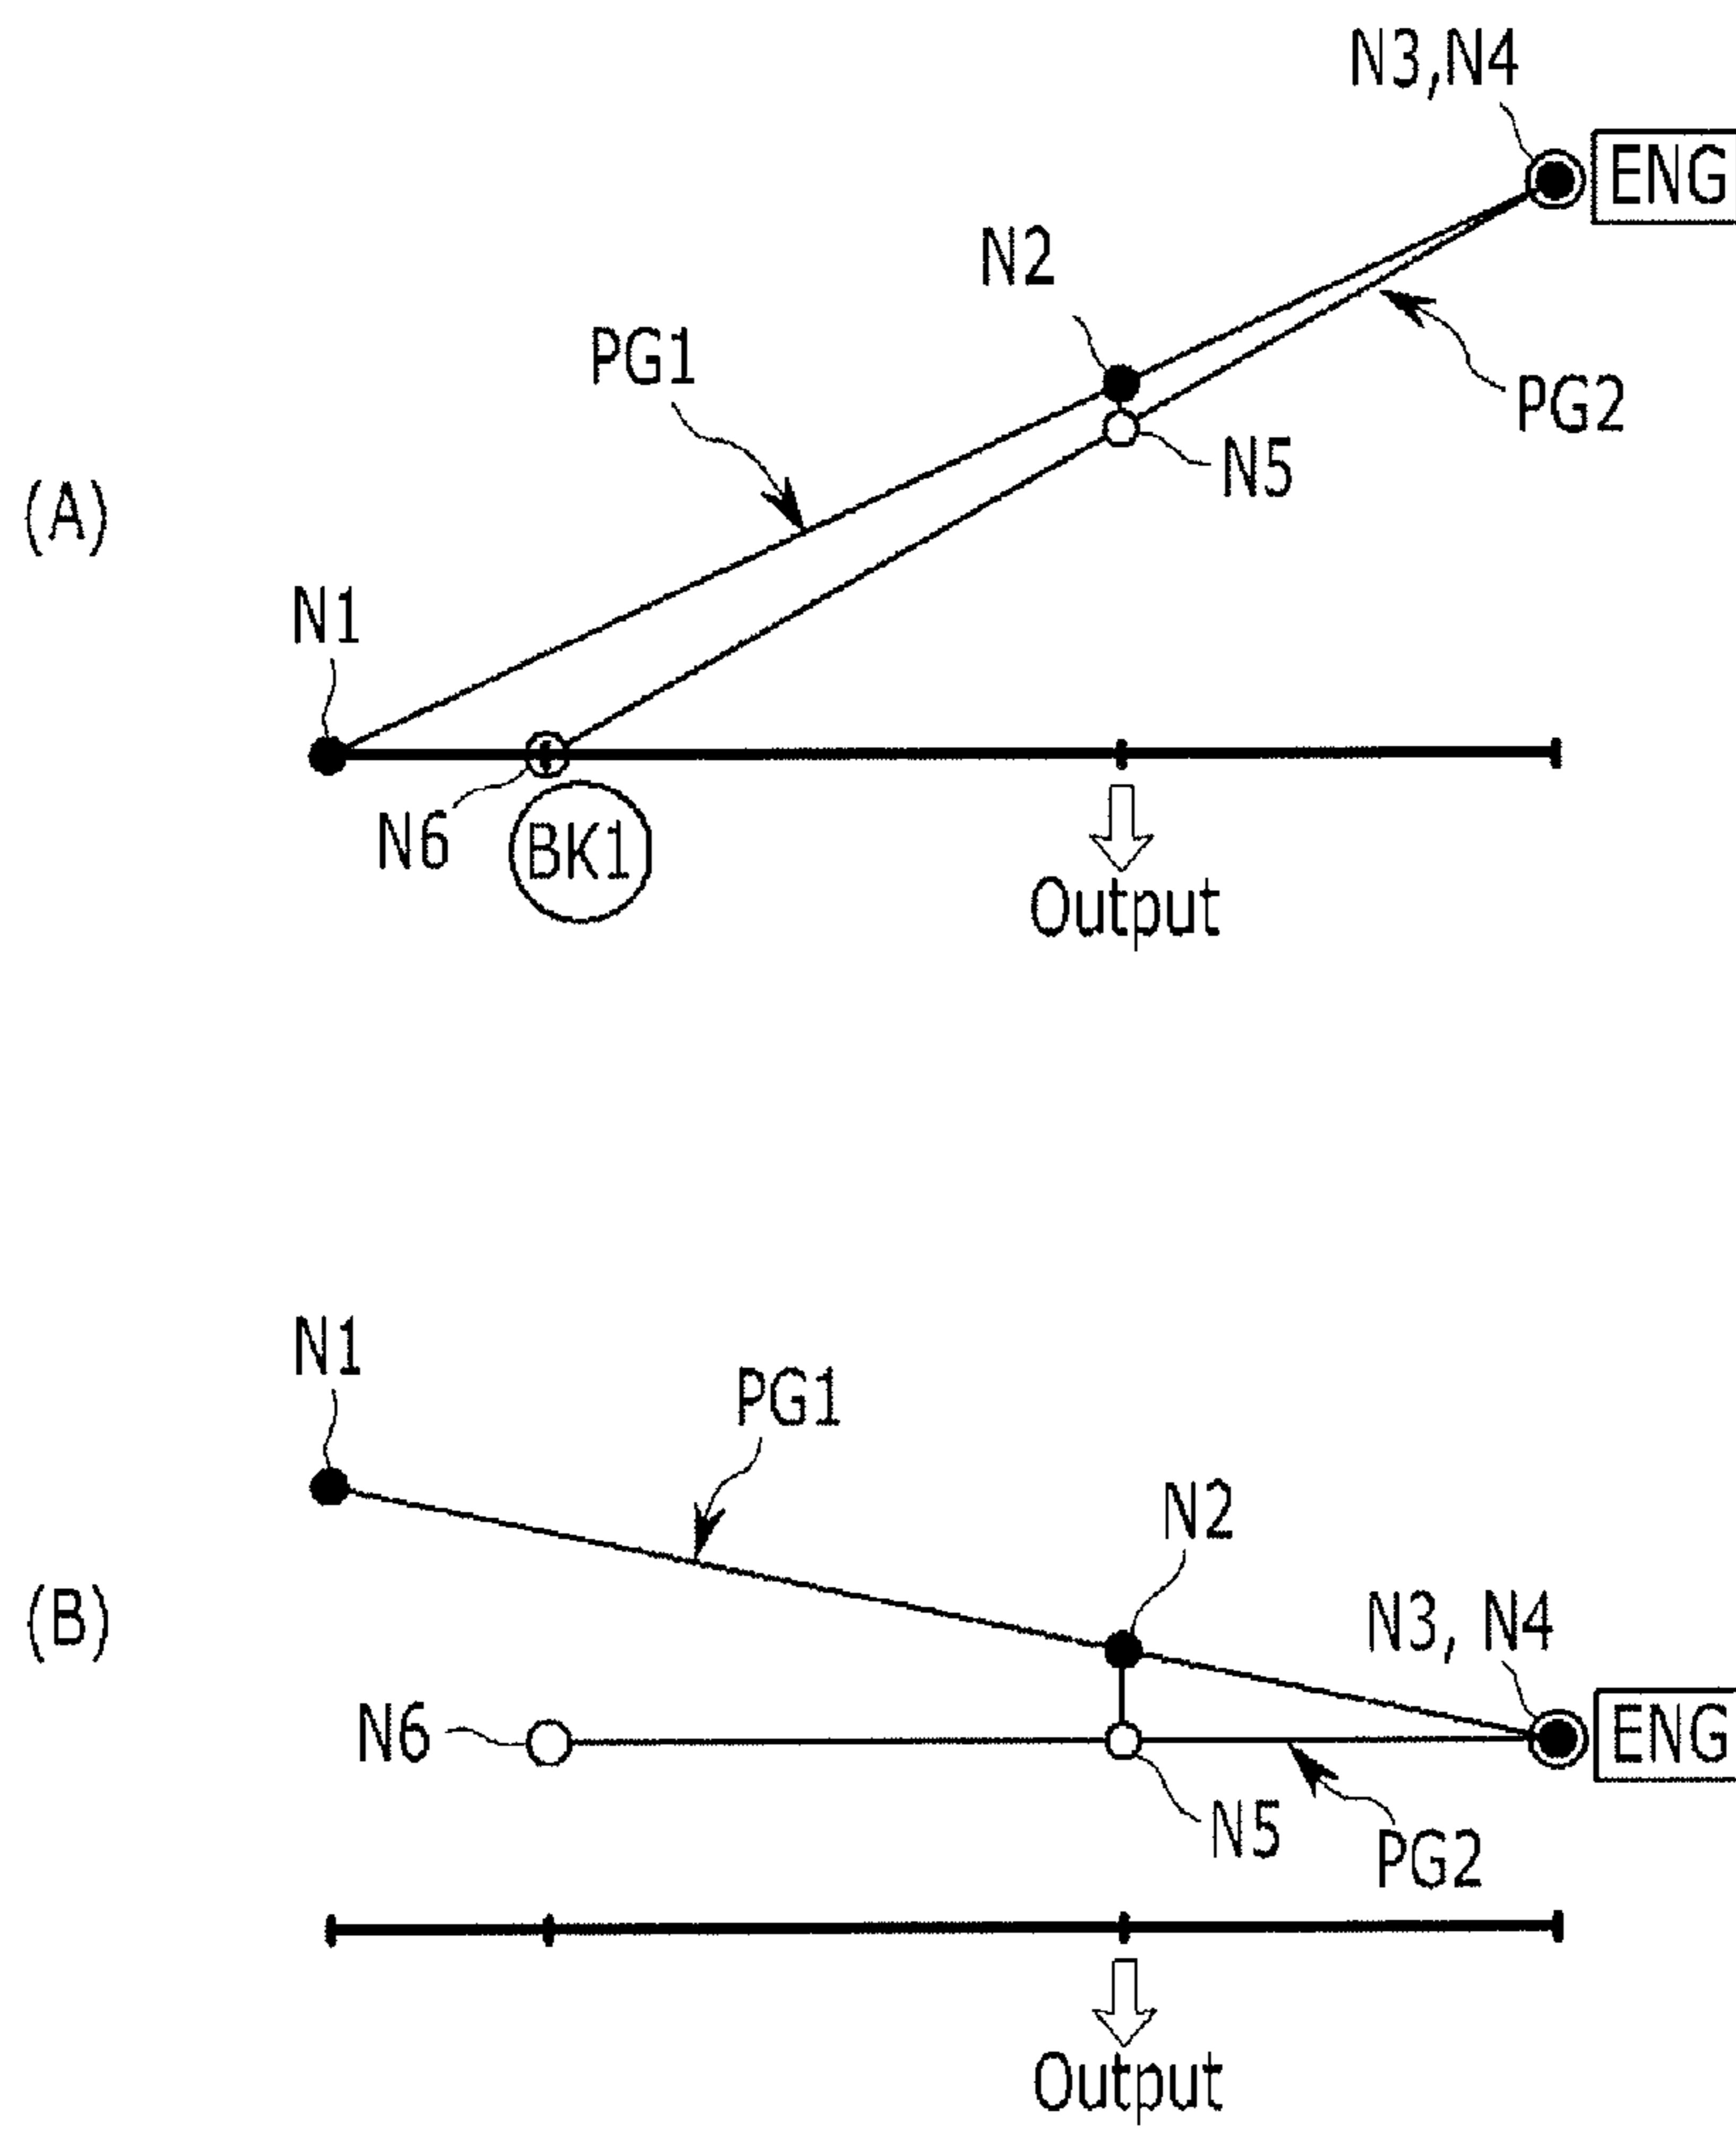 N3,N4
ENG
N2
PG1
PG2
N5
(A)
N1
N6
BK1
Output
N1
PG1
N2
N3, N4
(B)
N6
ENG
N5
PG2
Output